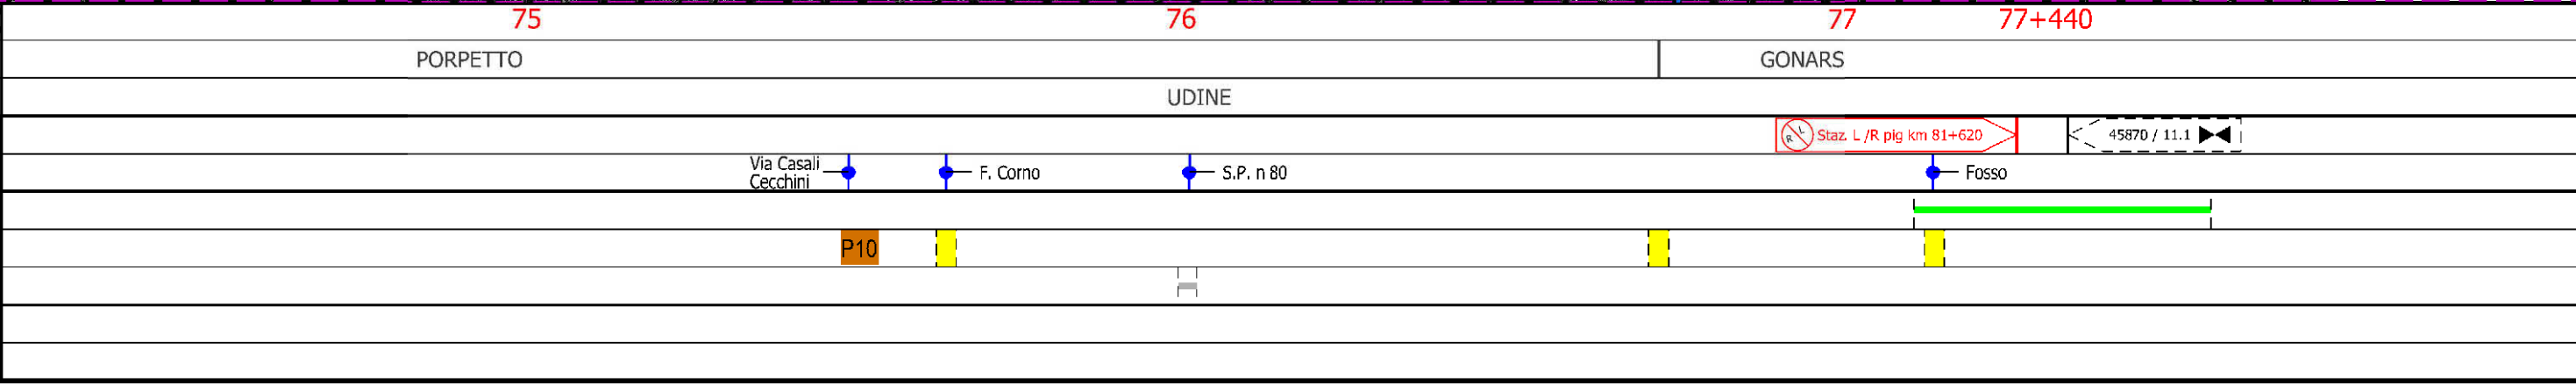 75 76 77 77+440
PORPETTO GONARS
UDINE
R L Staz. L /R pig km 81+620 45870 / 11.1
Via Casali
Cecchini F. Corno S.P. n 80 Fosso
P10